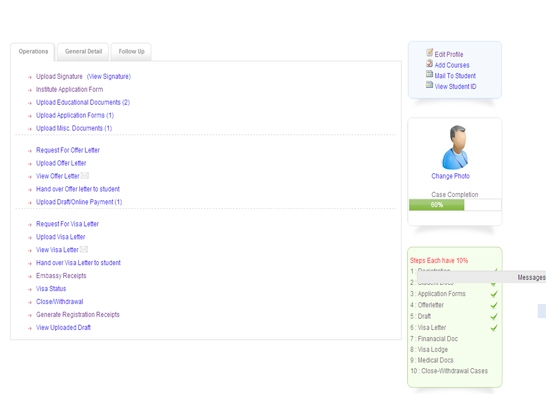 Operations General Detail Follow Up
Upload Signature (View Signature)
Institute Application Form
Upload Educational Documents (2)
Upload Application Forms (1)
Upload Misc. Documents (1)
Request For Offer Letter
Upload Offer Letter
View Offer Letter
Hand over Offer letter to student
Upload Draft/Online Payment (1)
Request For Visa Letter
Upload Visa Letter
View Visa Letter
Hand over Visa Letter to student
Embassy Receipts
Visa Status
Close/Withdrawal
Generate Registration Receipts
View Uploaded Draft
Edit Profile
Add Courses
Mail To Student
View Student ID
Change Photo
Case Completion
60%
Steps Each have 10%
1 : Registration
Messages
2 : Student Docs
3 : Application Forms
4 : Offerletter
5 : Draft
6 : Visa Letter
7 : Finanacial Doc
8 : Visa Lodge
9 : Medical Docs
10 : Close-Withdrawal Cases